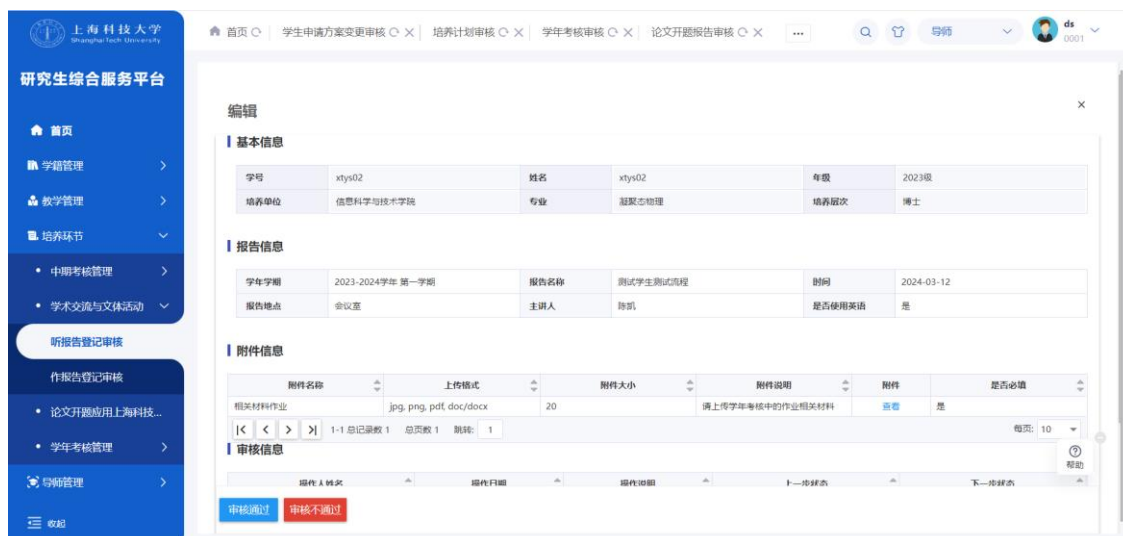 上海科技大学
ShanghaiTech University
首页 学生申请方案变更审核 培养计划审核 学年考核审核 论文开题报告审核 ... 导师 ds
0001
研究生综合服务平台
首页
学籍管理
教学管理
培养环节
中期考核管理
学术交流与文体活动
听报告登记审核
作报告登记审核
论文开题应用上海科技...
学年考核管理
导师管理
收起
编辑
基本信息
学号 xtys02 姓名 xtys02 年级 2023级
培养单位 信息科学与技术学院 专业 凝聚态物理 培养层次 博士
报告信息
学年学期 2023-2024学年 第一学期 报告名称 测试学生测试流程 时间 2024-03-12
报告地点 会议室 主讲人 陈凯 是否使用英语 是
附件信息
附件名称 上传格式 附件大小 附件说明 附件 是否必填
相关材料作业 jpg, png, pdf, doc/docx 20 请上传学年考核中的作业相关材料 查看 是
1-1 总记录数 1 总页数 1 跳转: 1 每页: 10
审核信息
帮助
操作人姓名 操作日期 操作说明 上一步状态 下一步状态
审核通过 审核不通过